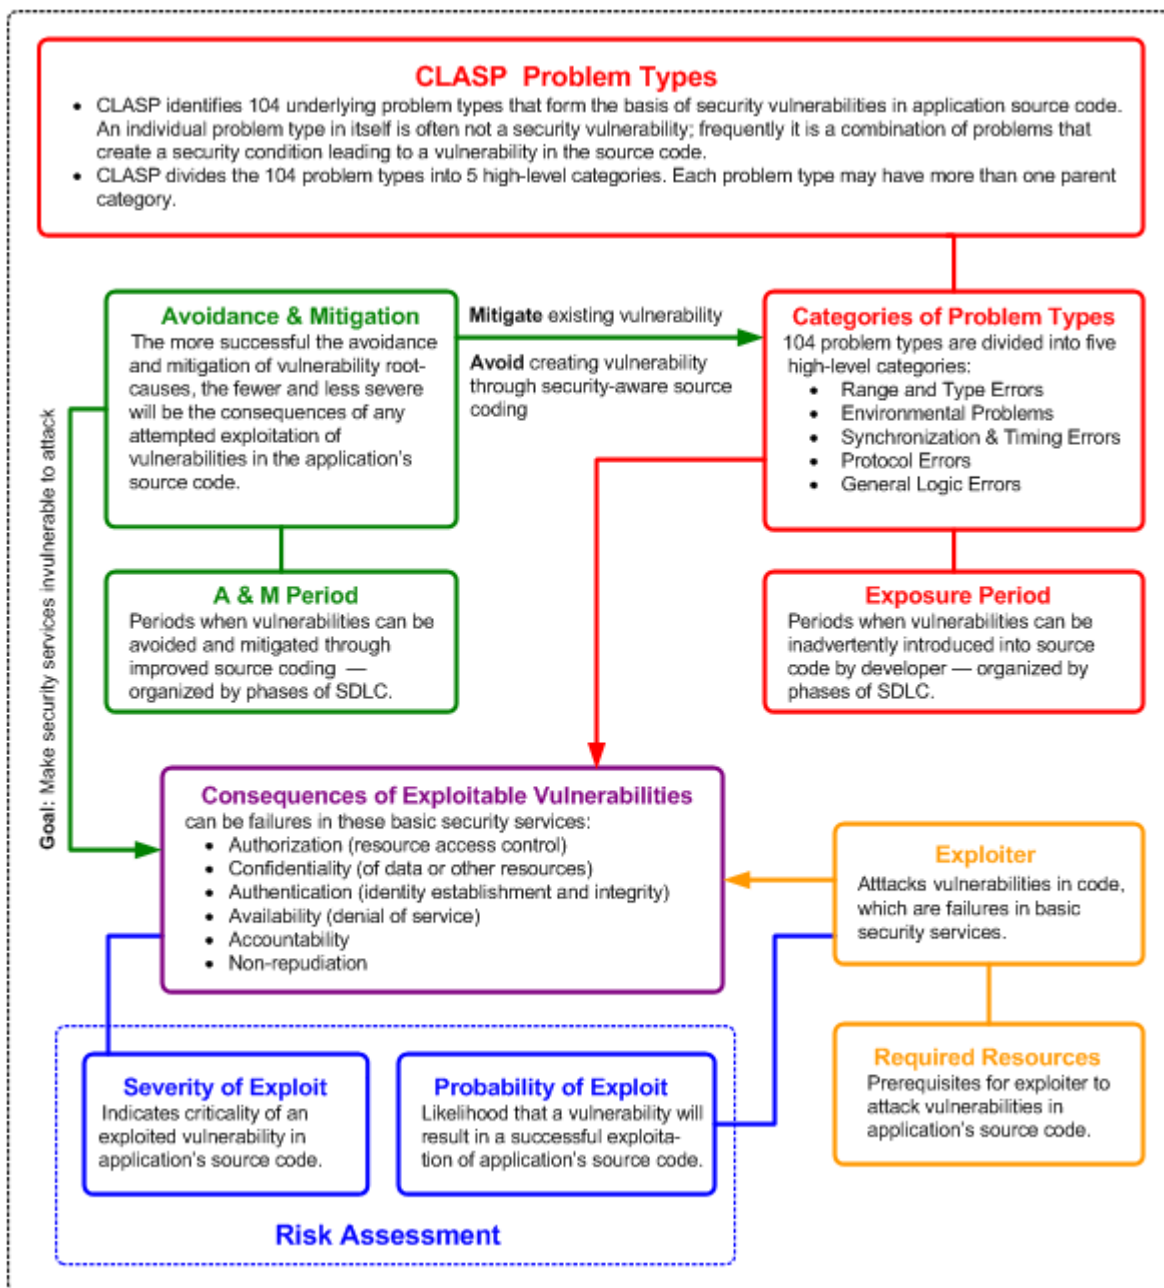 CLASP Problem Types
• CLASP identifies 104 underlying problem types that form the basis of security vulnerabilities in application source code.
An individual problem type in itself is often not a security vulnerability; frequently it is a combination of problems that
create a security condition leading to a vulnerability in the source code.
• CLASP divides the 104 problem types into 5 high-level categories. Each problem type may have more than one parent
category.
Avoidance & Mitigation
The more successful the avoidance
and mitigation of vulnerability root-
causes, the fewer and less severe
will be the consequences of any
attempted exploitation of
vulnerabilities in the application's
source code.
Mitigate existing vulnerability
Avoid creating vulnerability
through security-aware source
coding
Categories of Problem Types
104 problem types are divided into five
high-level categories:
• Range and Type Errors
• Environmental Problems
• Synchronization & Timing Errors
• Protocol Errors
• General Logic Errors
Goal: Make security services invulnerable to attack
A & M Period
Periods when vulnerabilities can be
avoided and mitigated through
improved source coding —
organized by phases of SDLC.
Exposure Period
Periods when vulnerabilities can be
inadvertently introduced into source
code by developer — organized by
phases of SDLC.
Consequences of Exploitable Vulnerabilities
can be failures in these basic security services:
• Authorization (resource access control)
• Confidentiality (of data or other resources)
• Authentication (identity establishment and integrity)
• Availability (denial of service)
• Accountability
• Non-repudiation
Exploiter
Atttacks vulnerabilities in code,
which are failures in basic
security services.
Required Resources
Prerequisites for exploiter to
attack vulnerabilities in
application's source code.
Severity of Exploit
Indicates criticality of an
exploited vulnerability in
application's source code.
Probability of Exploit
Likelihood that a vulnerability will
result in a successful exploita-
tion of application's source code.
Risk Assessment